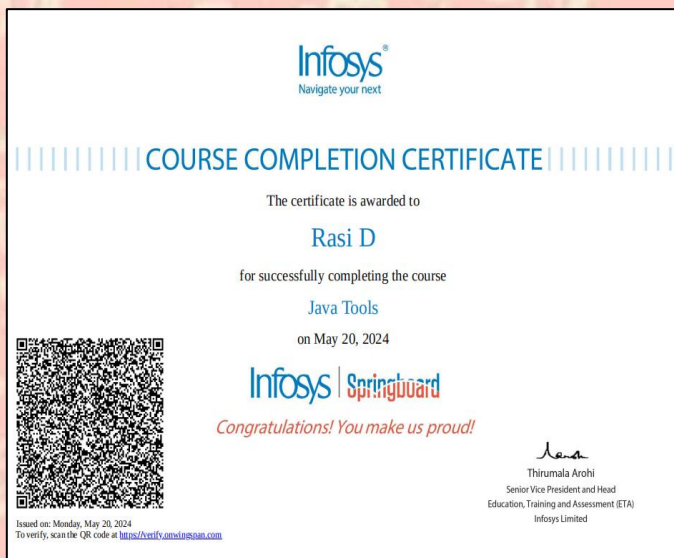 Infosys®
Navigate your next
COURSE COMPLETION CERTIFICATE
The certificate is awarded to
Rasi D
for successfully completing the course
Java Tools
on May 20, 2024
Infosys | Springboard
Congratulations! You make us proud!
Thirumala Arohi
Senior Vice President and Head
Education, Training and Assessment (ETA)
Infosys Limited
Issued on: Monday, May 20, 2024
To verify, scan the QR code at https://verify.onwingspan.com